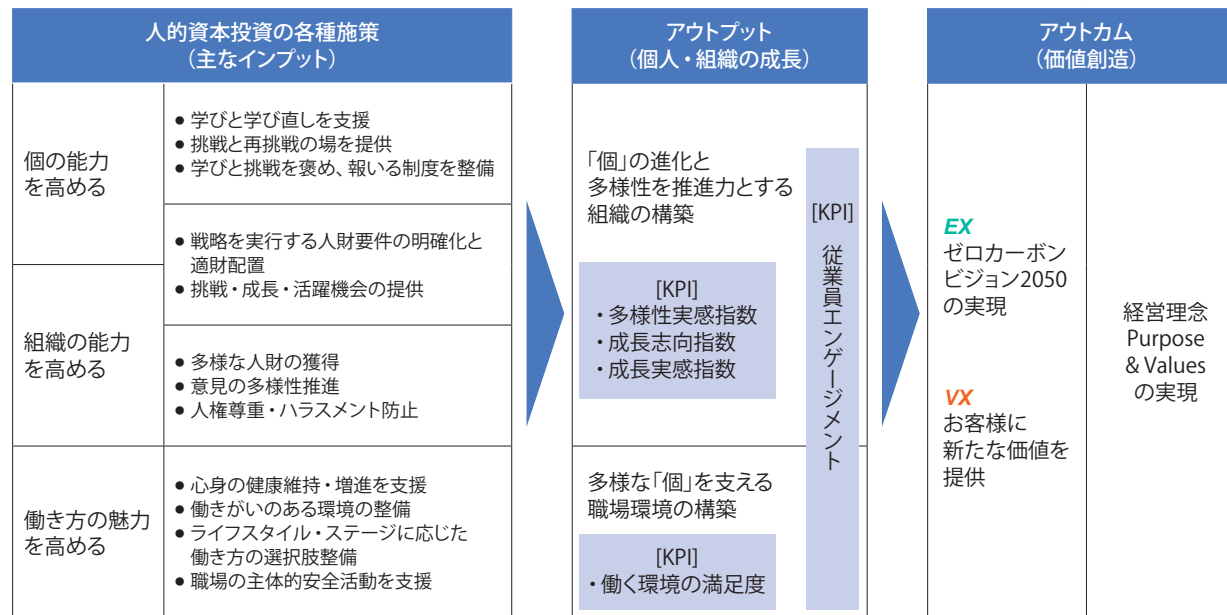 人的資本投資の各種施策
（主なインプット）
個の能力
を高める
● 学びと学び直しを支援
● 挑戦と再挑戦の場を提供
● 学びと挑戦を褒め、報いる制度を整備
● 戦略を実行する人財要件の明確化と
適財配置
● 挑戦・成長・活躍機会の提供
組織の能力
を高める
● 多様な人財の獲得
● 意見の多様性推進
● 人権尊重・ハラスメント防止
働き方の魅力
を高める
● 心身の健康維持・増進を支援
● 働きがいのある環境の整備
● ライフスタイル・ステージに応じた
働き方の選択肢整備
● 職場の主体的安全活動を支援
アウトプット
（個人・組織の成長）
「個」の進化と
多様性を推進力とする
組織の構築
[KPI]
・多様性実感指数
・成長志向指数
・成長実感指数
多様な「個」を支える
職場環境の構築
[KPI]
・働く環境の満足度
[KPI]
従業員エンゲージメント
アウトカム
（価値創造）
EX
ゼロカーボン
ビジョン2050
の実現
VX
お客様に
新たな価値を
提供
経営理念
Purpose
& Values
の実現